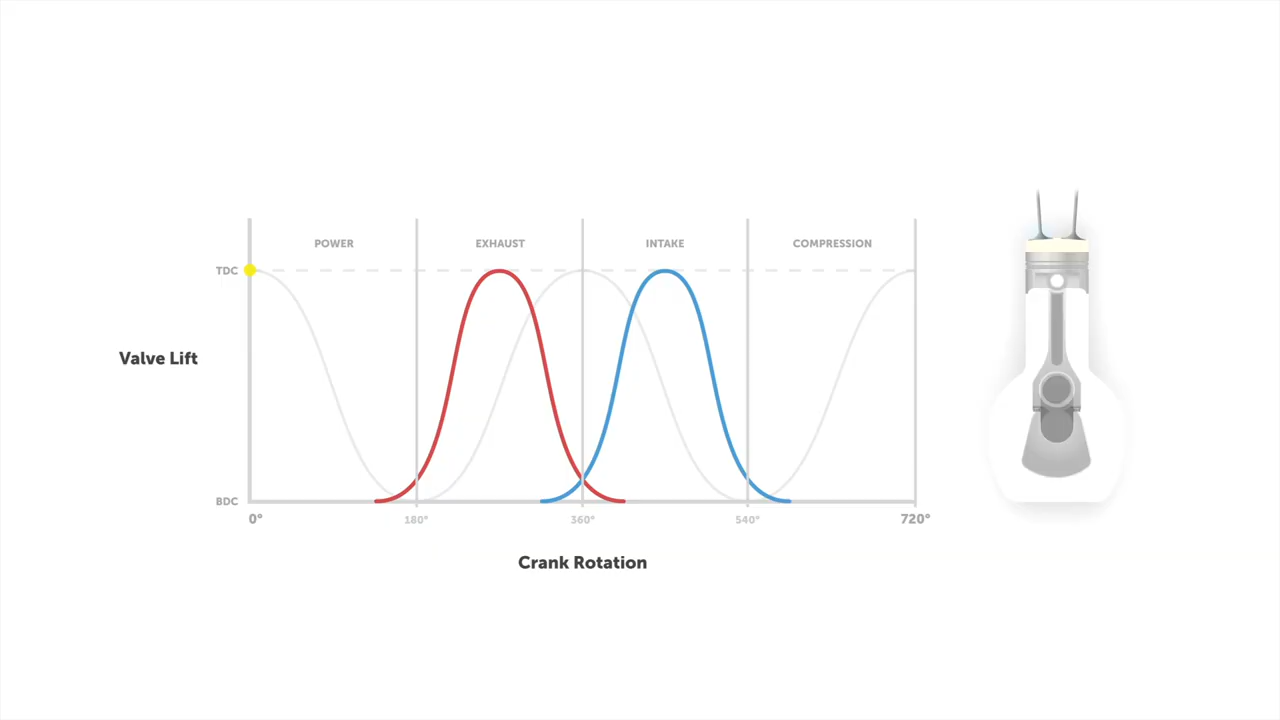 POWER EXHAUST INTAKE COMPRESSION
TDC
Valve Lift
BDC
0° 180° 360° 540° 720°
Crank Rotation